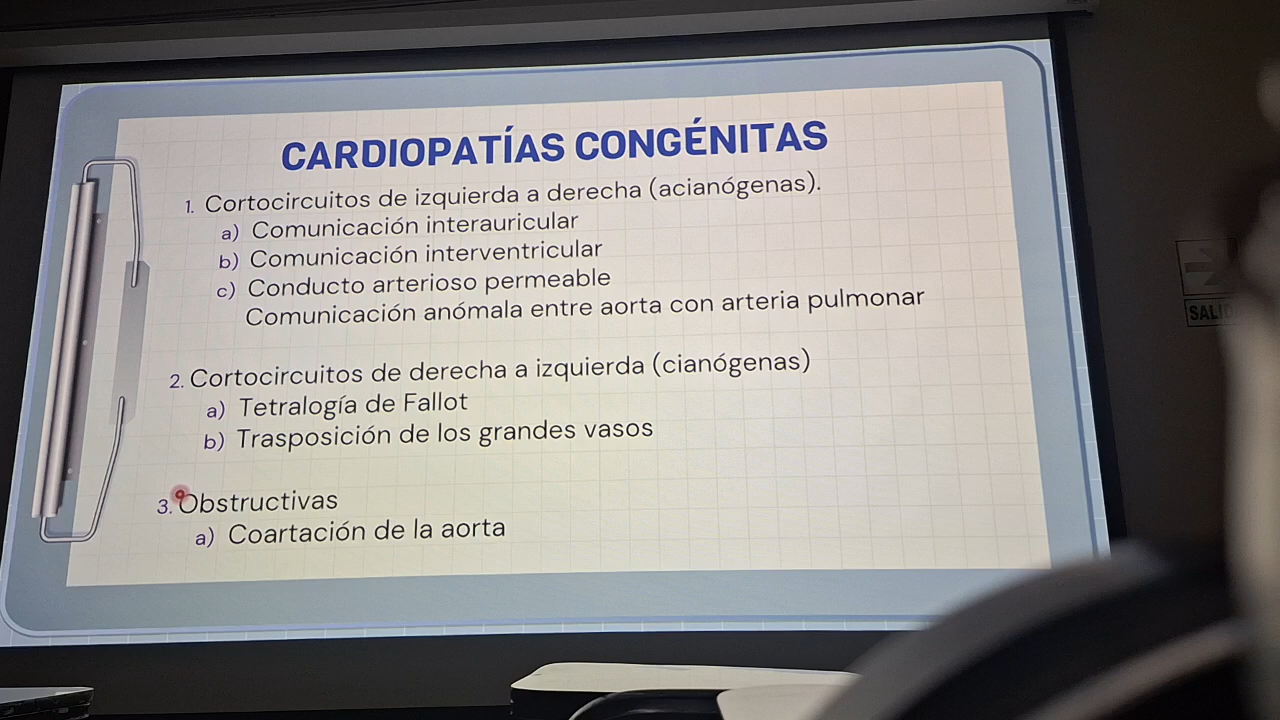 CARDIOPATÍAS CONGÉNITAS
1. Cortocircuitos de izquierda a derecha (acianógenas).
a) Comunicación interauricular
b) Comunicación interventricular
c) Conducto arterioso permeable
Comunicación anómala entre aorta con arteria pulmonar
2. Cortocircuitos de derecha a izquierda (cianógenas)
a) Tetralogía de Fallot
b) Trasposición de los grandes vasos
3. Obstructivas
a) Coartación de la aorta